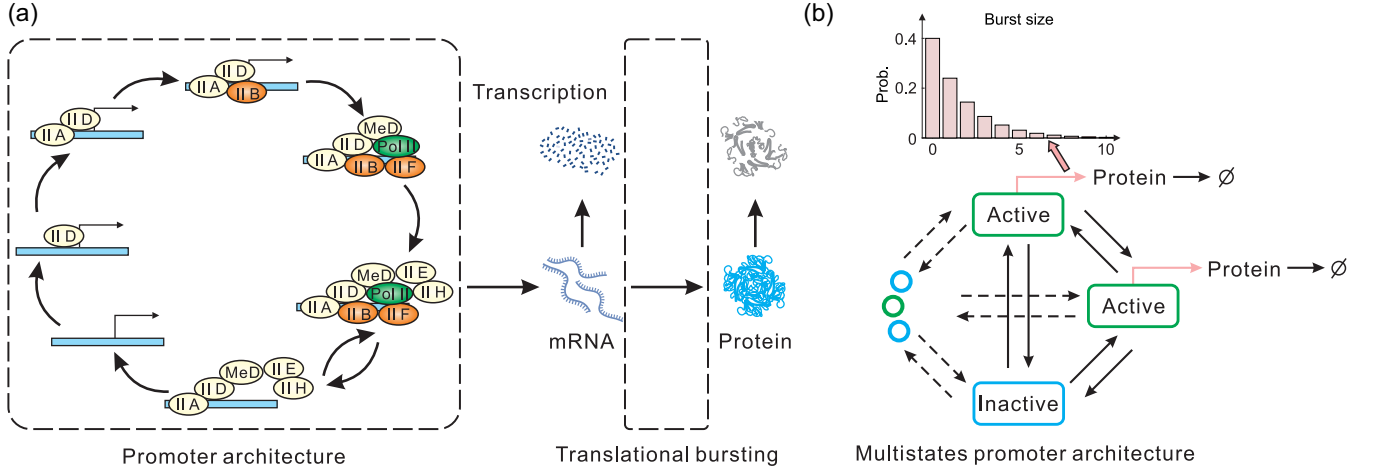 (a)
II D
II A
II B
II D
II A
MeD
II D
Pol II
II A
II B
II F
II D
MeD
II E
II D
Pol II
II H
II A
II B
II F
MeD
II E
II D
II H
II A
Promoter architecture
Transcription
mRNA
Protein
Translational bursting
(b)
Burst size
Prob.
0.4
0.2
0
0 5 10
Protein ∅
Active
Protein ∅
Active
Inactive
Multistates promoter architecture